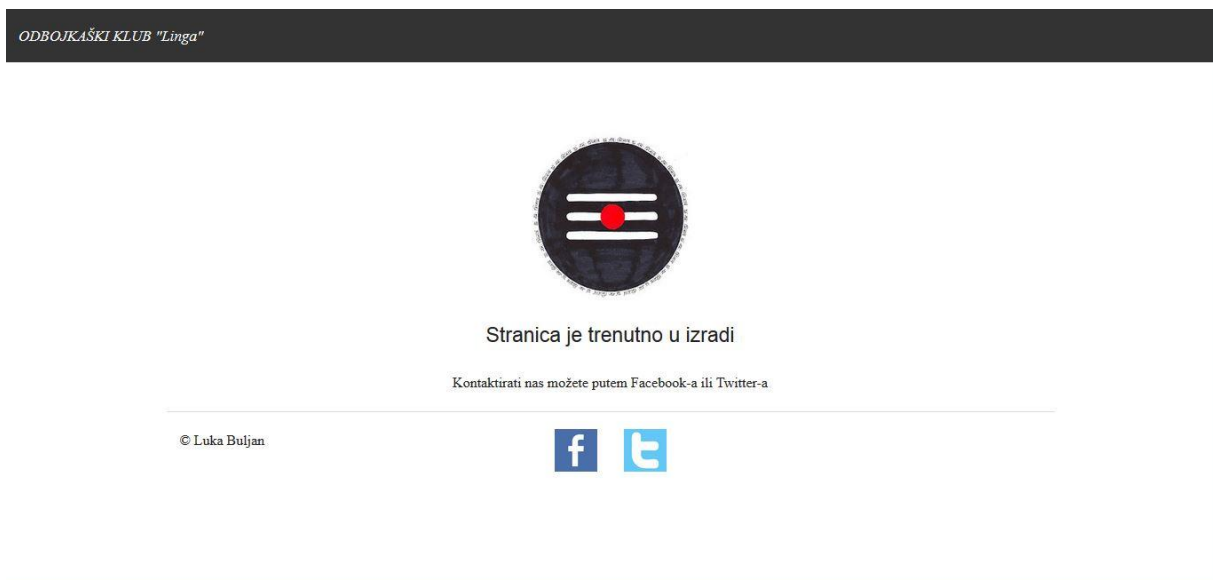 ODBOJKAŠKI KLUB "Linga"
Stranica je trenutno u izradi
Kontaktirati nas možete putem Facebook-a ili Twitter-a
© Luka Buljan